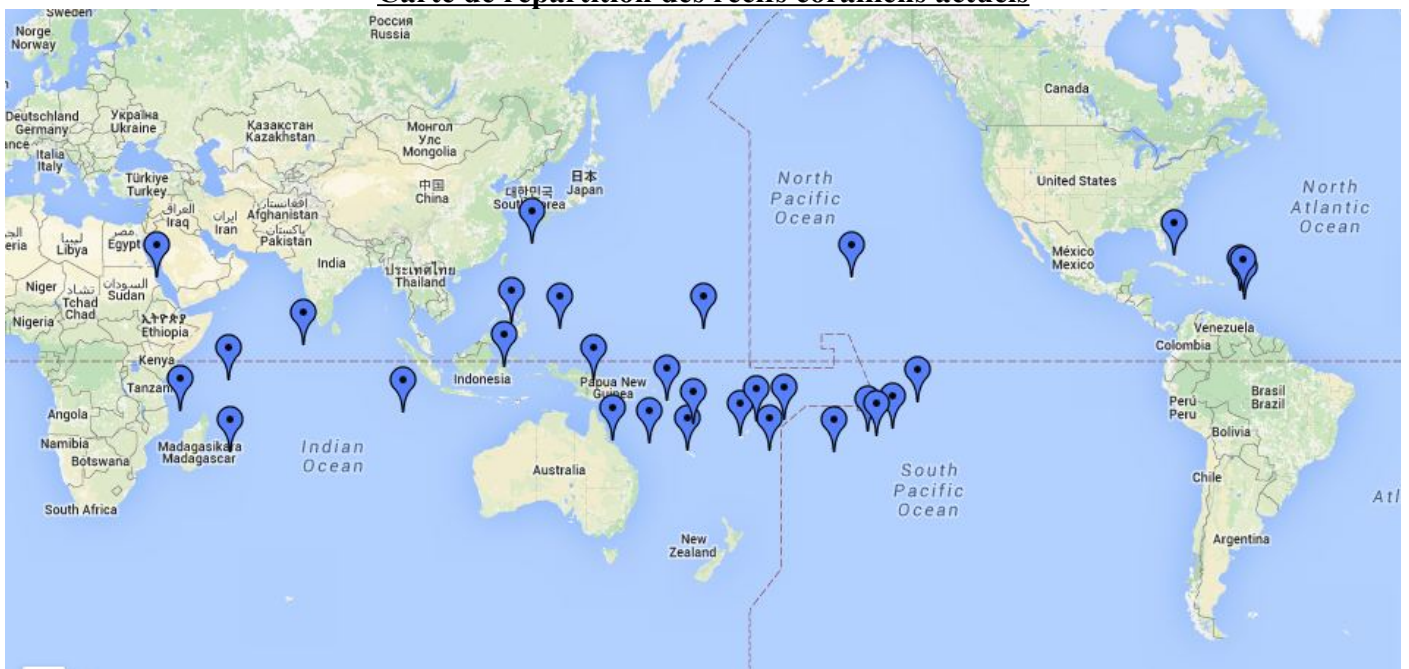 Carte de répartition des récifs coralliens actuels
Sweden
Norge
Norway
Россия
Russia
Deutschland
Germany
Україна
Ukraine
Italia
Italy
Қазақстан
Kazakhstan
Монгол
Улс
Mongolia
Türkiye
Turkey
中国
China
대한민국
South Korea
日本
Japan
العراق
Iraq
ایران
Iran
افغانستان
Afghanistan
پاکستان
Pakistan
ليبيا
Libya
مصر
Egypt
India
ประเทศไทย
Thailand
Niger
تشاد
Tchad
Chad
السودان
Sudan
Nigeria
ኢትዮጵያ
Ethiopia
Kenya
Tanzania
Angola
Namibia
Botswana
Madagasikara
Madagascar
South Africa
Indian
Ocean
Indonesia
Papua New
Guinea
Australia
New
Zealand
North
Pacific
Ocean
South
Pacific
Ocean
Canada
United States
México
Mexico
North
Atlantic
Ocean
Venezuela
Colombia
Perú
Peru
Brasil
Brazil
Bolivia
Chile
Argentina
Atl